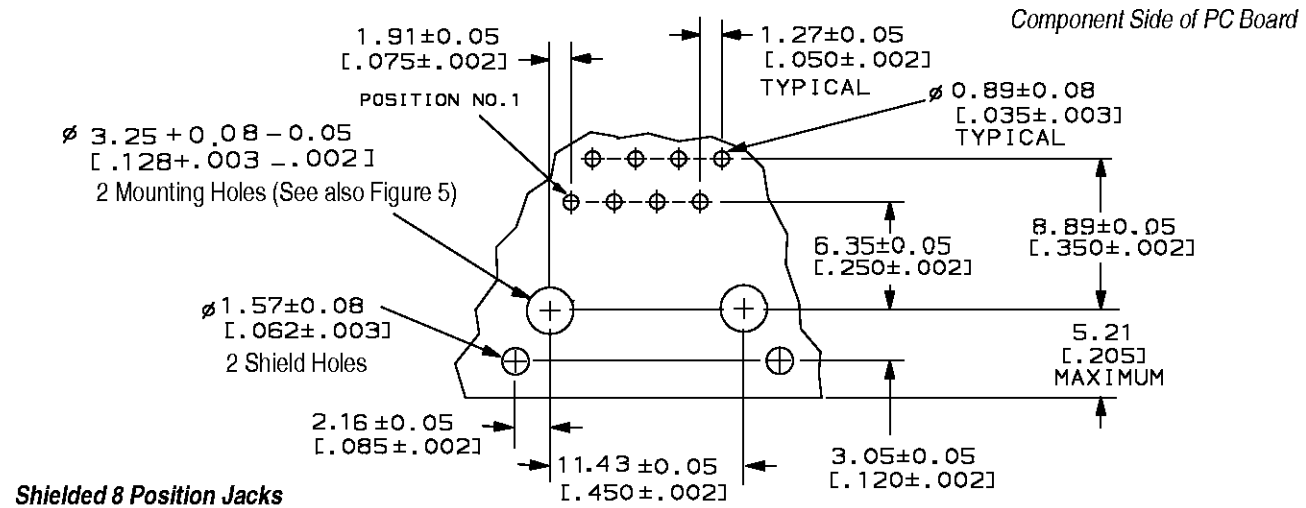 Component Side of PC Board
1.91±0.05
[.075±.002]
1.27±0.05
[.050±.002]
TYPICAL
POSITION NO.1
ø 0.89±0.08
[.035±.003]
TYPICAL
ø 3.25+0.08-0.05
[.128+.003 -.002]
2 Mounting Holes (See also Figure 5)
6.35±0.05
[.250±.002]
8.89±0.05
[.350±.002]
ø1.57±0.08
[.062±.003]
2 Shield Holes
5.21
[.205]
MAXIMUM
2.16±0.05
[.085±.002]
11.43±0.05
[.450±.002]
3.05±0.05
[.120±.002]
Shielded 8 Position Jacks